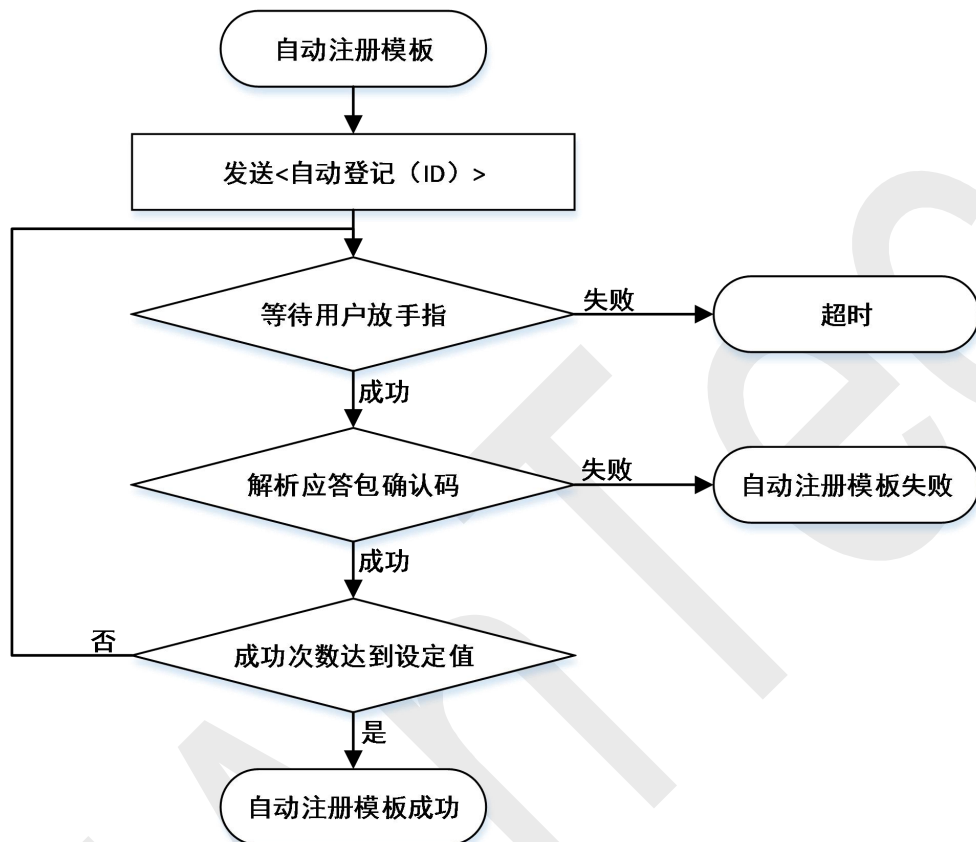 自动注册模板
发送<自动登记（ID）>
等待用户放手指
失败
超时
成功
解析应答包确认码
失败
自动注册模板失败
成功
否
成功次数达到设定值
是
自动注册模板成功